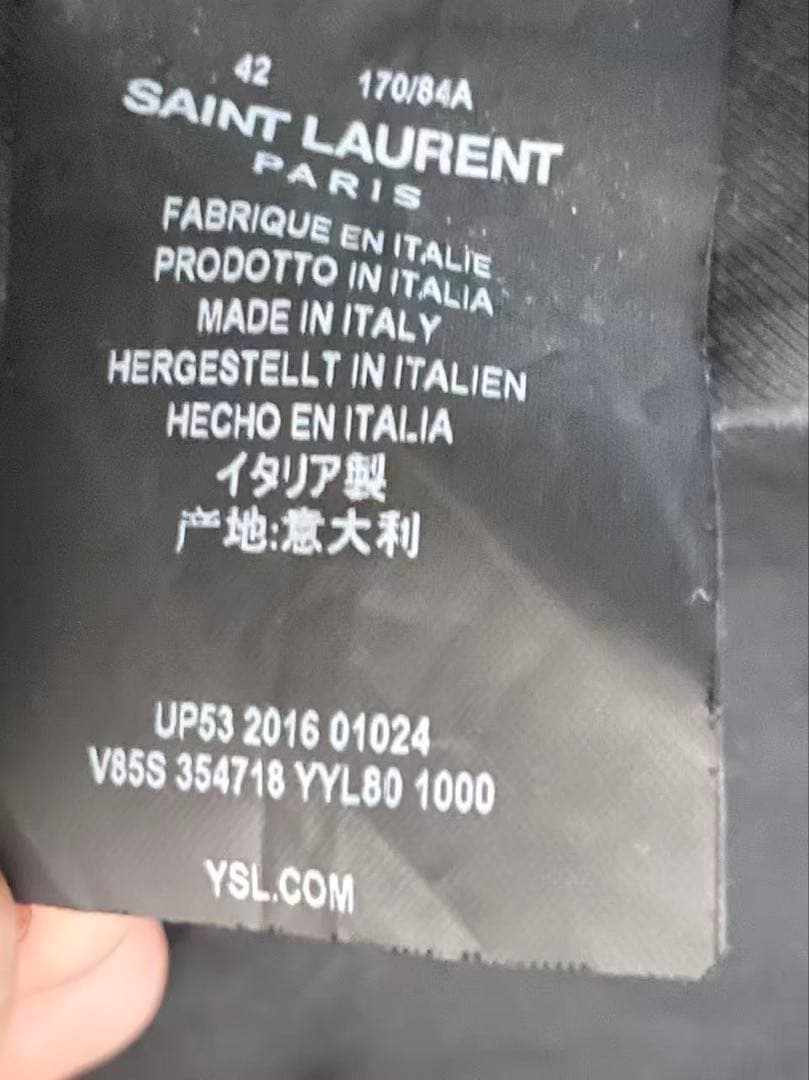 42 170/84A
SAINT LAURENT
PARIS
FABRIQUE EN ITALIE
PRODOTTO IN ITALIA
MADE IN ITALY
HERGESTELLT IN ITALIEN
HECHO EN ITALIA
イタリア製
产地:意大利
UP53 2016 01024
V85S 354718 YYL80 1000
YSL.COM